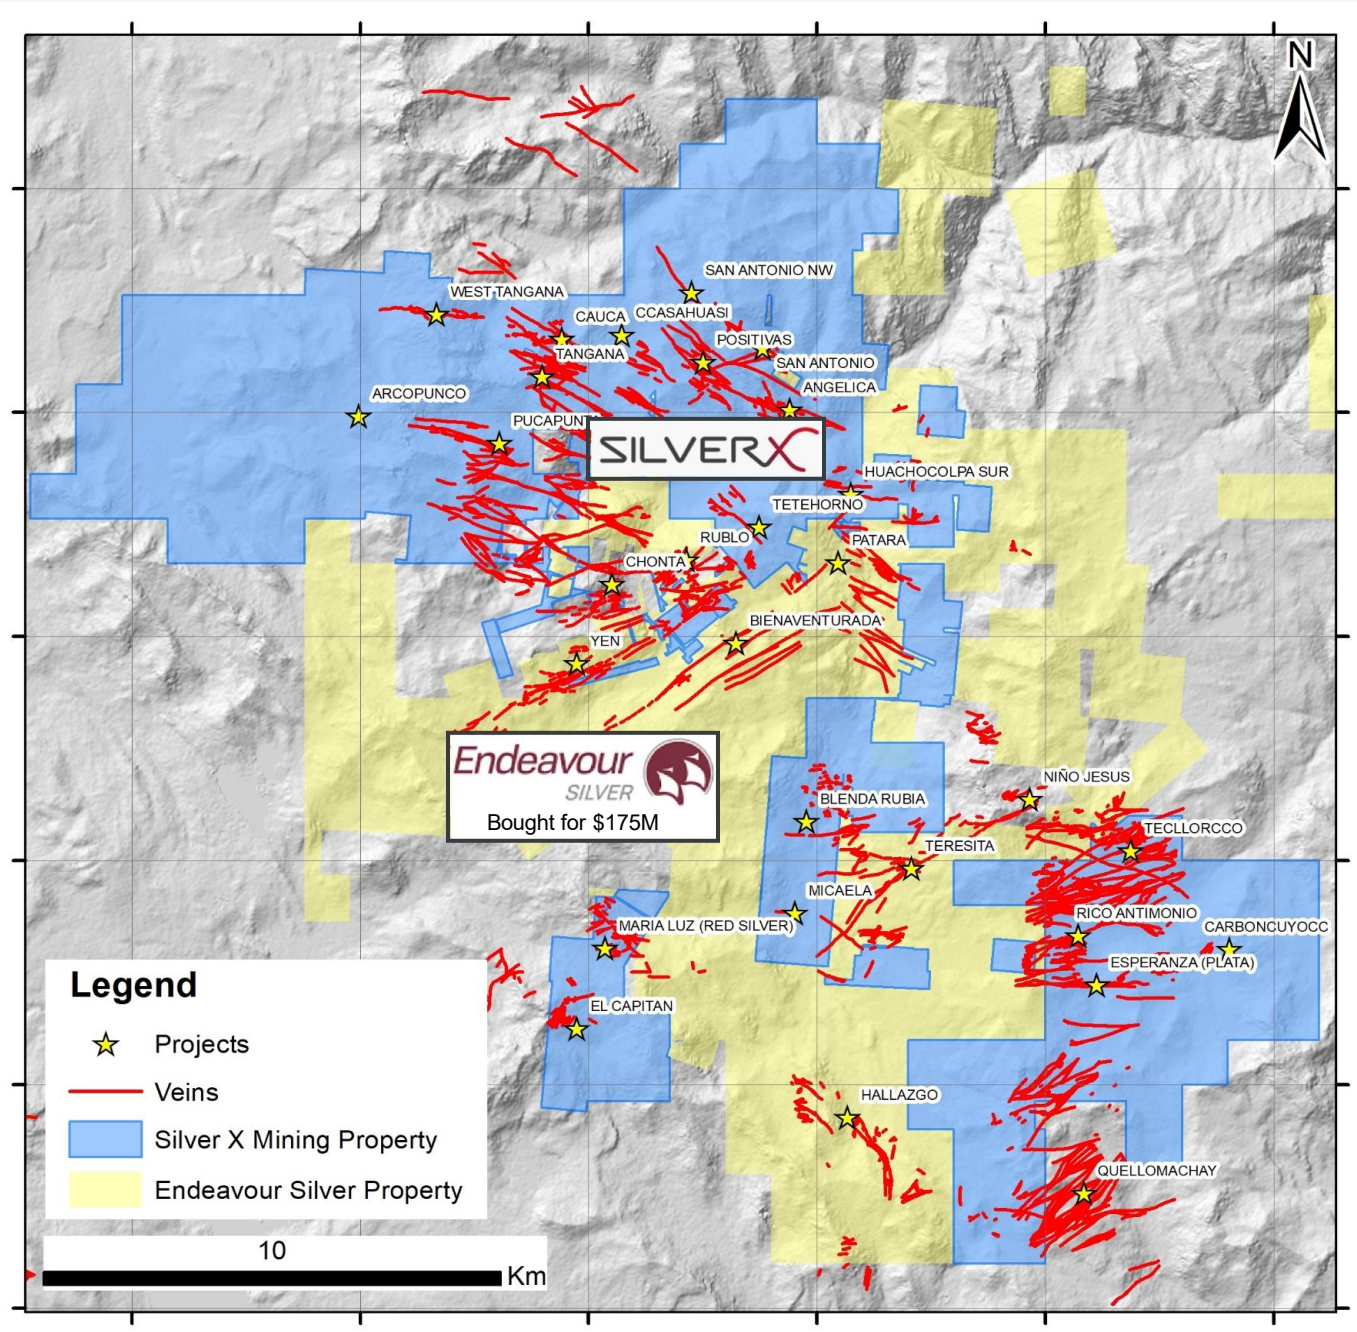 N
SAN ANTONIO NW
WEST TANGANA
CAUCA
CCASAHUASI
POSITIVAS
TANGANA
SAN ANTONIO
ANGELICA
ARCOPUNCO
PUCAPUNT
SILVERX
HUACHOCOLPA SUR
TETEHORNO
RUBLO
PATARA
CHONTA
BIENAVENTURADA
YEN
Endeavour
SILVER
Bought for $175M
NIÑO JESUS
BLENDA RUBIA
TECLLORCCO
TERESITA
MICAELA
RICO ANTIMONIO
MARIA LUZ (RED SILVER)
CARBONCUYOCC
ESPERANZA (PLATA)
EL CAPITAN
HALLAZGO
QUELLOMACHAY
Legend
Projects
Veins
Silver X Mining Property
Endeavour Silver Property
10
Km